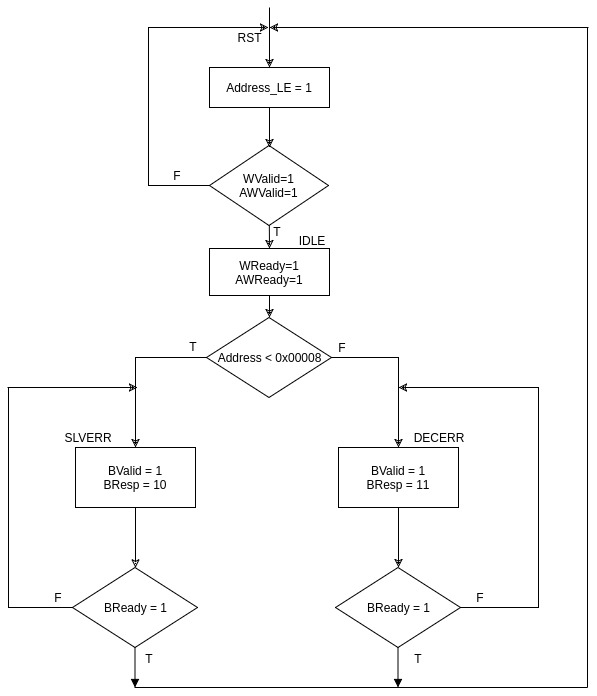 RST
Address_LE = 1
F
WValid=1
AWValid=1
T
IDLE
WReady=1
AWReady=1
T
Address < 0x00008
F
SLVERR
BValid = 1
BResp = 10
DECERR
BValid = 1
BResp = 11
F
BReady = 1
T
BReady = 1
F
T